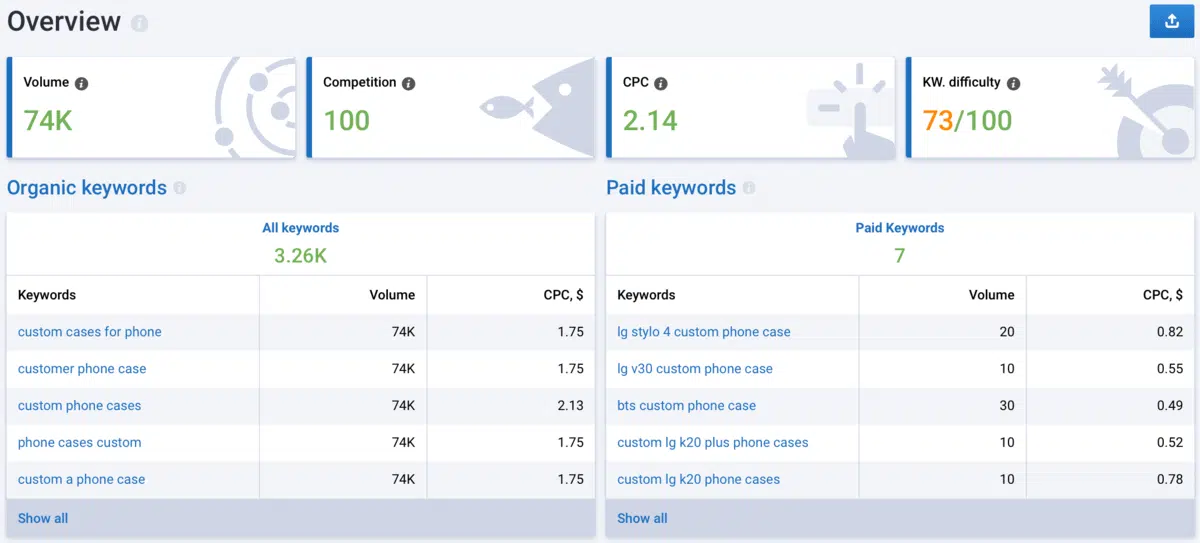 Overview
Volume
74K
Competition
100
CPC
2.14
KW. difficulty
73/100
Organic keywords
All keywords
3.26K
Keywords Volume CPC, $
custom cases for phone 74K 1.75
customer phone case 74K 1.75
custom phone cases 74K 2.13
phone cases custom 74K 1.75
custom a phone case 74K 1.75
Show all
Paid keywords
Paid Keywords
7
Keywords Volume CPC, $
lg stylo 4 custom phone case 20 0.82
lg v30 custom phone case 10 0.55
bts custom phone case 30 0.49
custom lg k20 plus phone cases 10 0.52
custom lg k20 phone cases 10 0.78
Show all